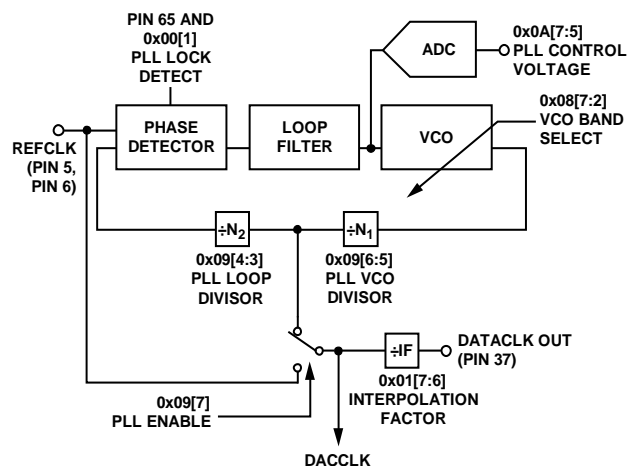 PIN 65 AND
0x00[1]
PLL LOCK
DETECT
ADC
0x0A[7:5]
PLL CONTROL
VOLTAGE
0x08[7:2]
VCO BAND
SELECT
REFCLK
(PIN 5,
PIN 6)
PHASE
DETECTOR
LOOP
FILTER
VCO
÷N2
÷N1
0x09[4:3]
PLL LOOP
DIVISOR
0x09[6:5]
PLL VCO
DIVISOR
÷IF
DATACLK OUT
(PIN 37)
0x01[7:6]
INTERPOLATION
FACTOR
0x09[7]
PLL ENABLE
DACCLK